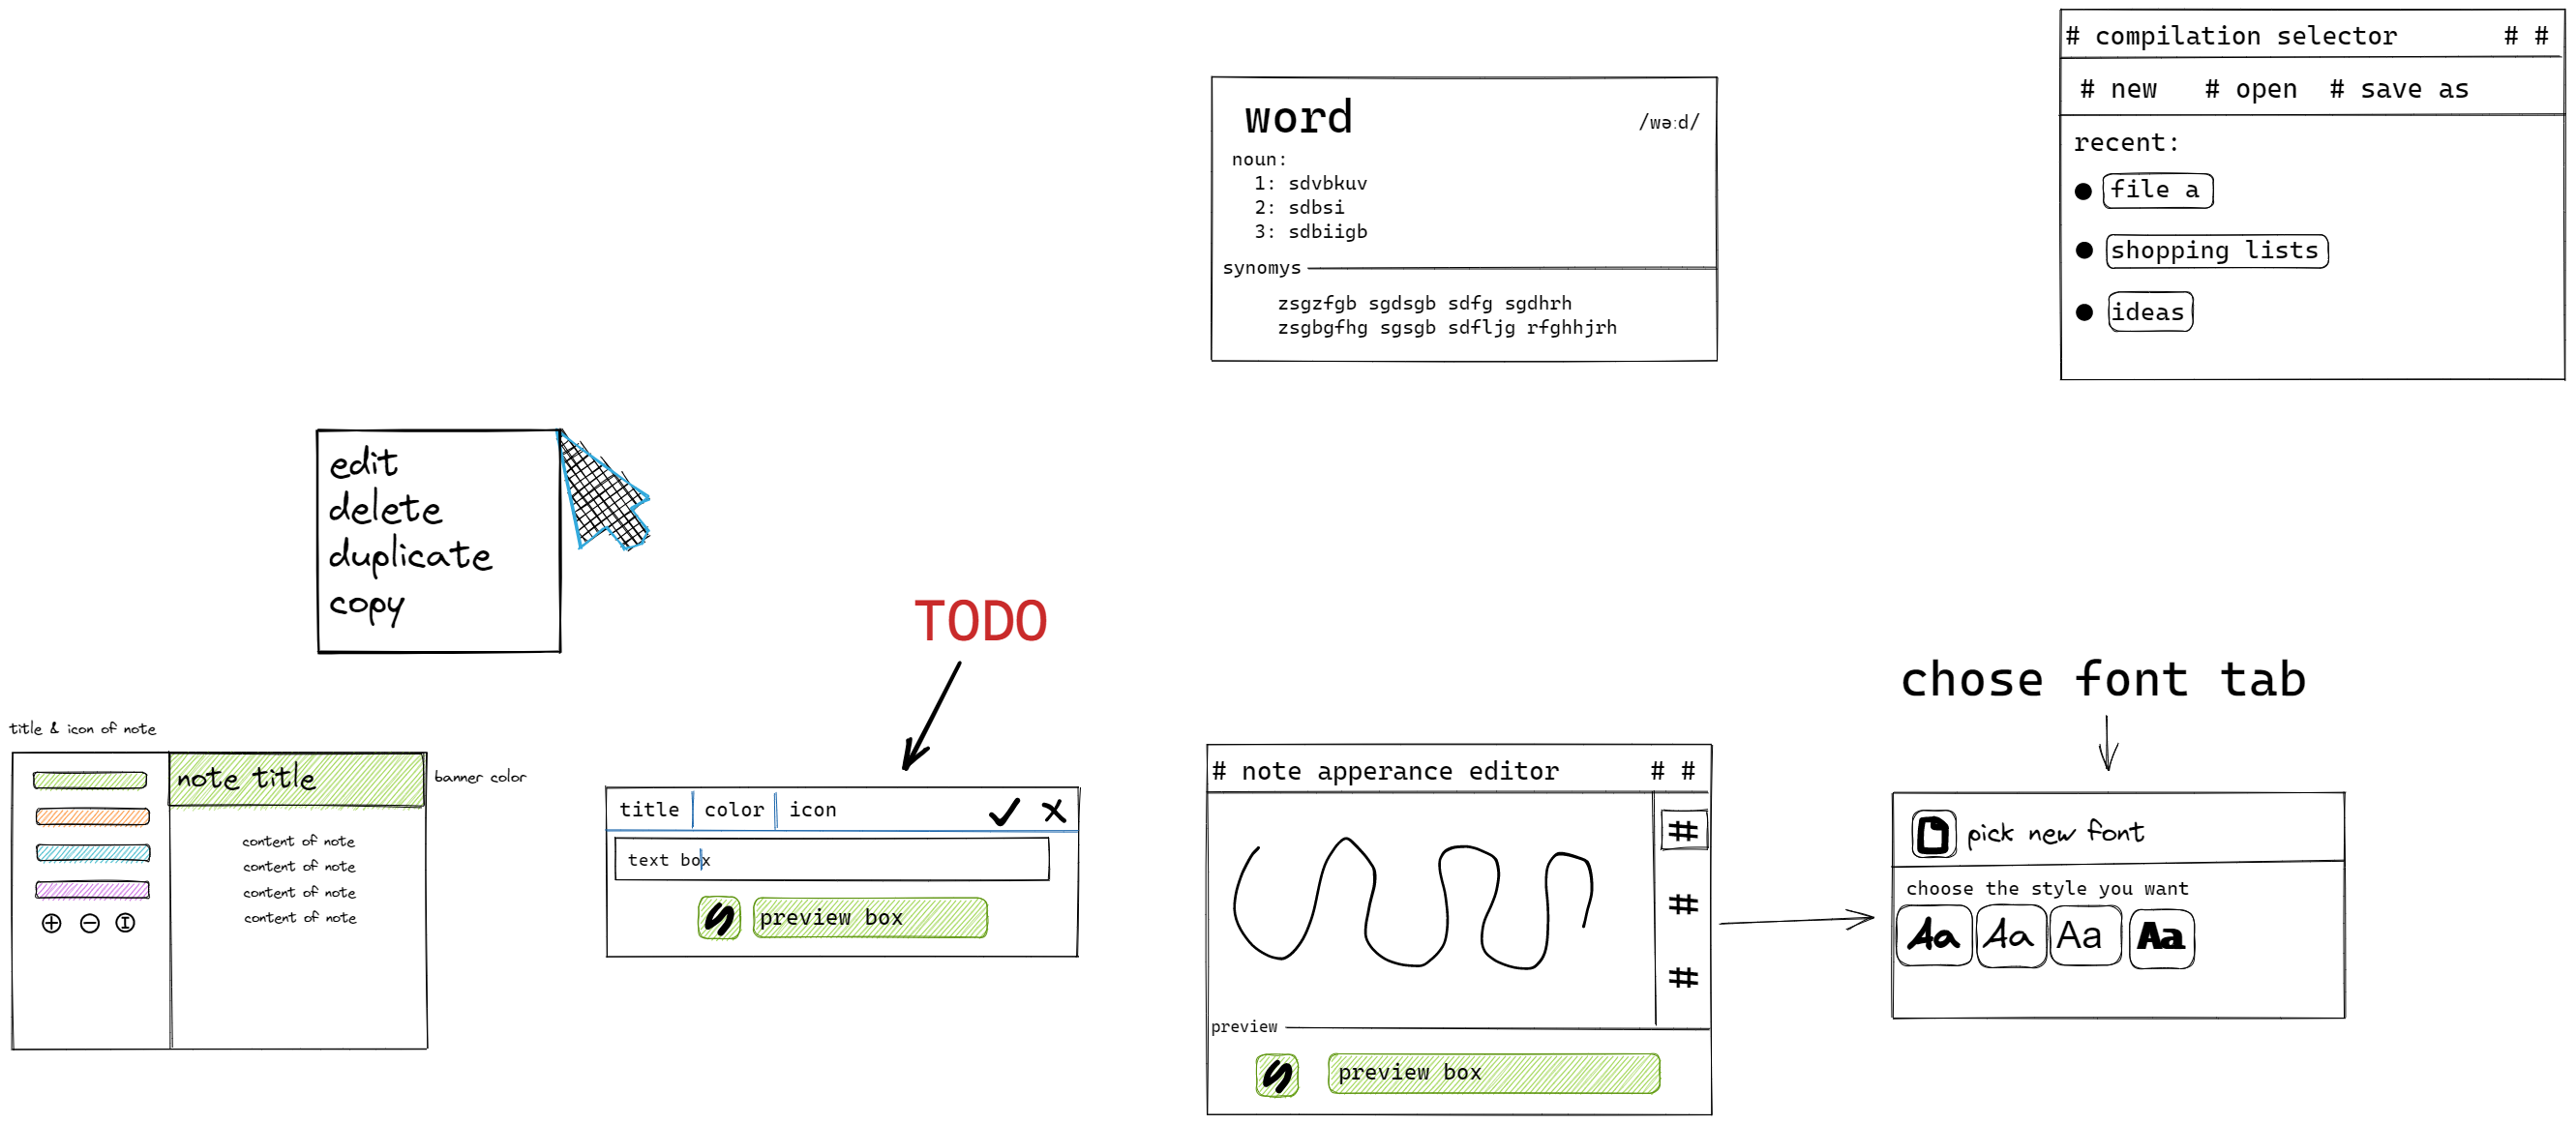 # compilation selector # #
# new # open # save as
recent:
file a
shopping lists
ideas
word /wə:d/
noun:
1: sdvbkuv
2: sdbsi
3: sdbiigb
synomys
zsgzfgb sgdsgb sdfg sgdhrh
zsgbgfhg sgsgb sdfljg rfghhjrh
edit
delete
duplicate
copy
TODO
chose font tab
title & icon of note
note title
banner color
content of note
content of note
content of note
content of note
title color icon
text box
preview box
# note apperance editor # #
#
#
#
preview
preview box
pick new font
choose the style you want
Aa Aa Aa Aa